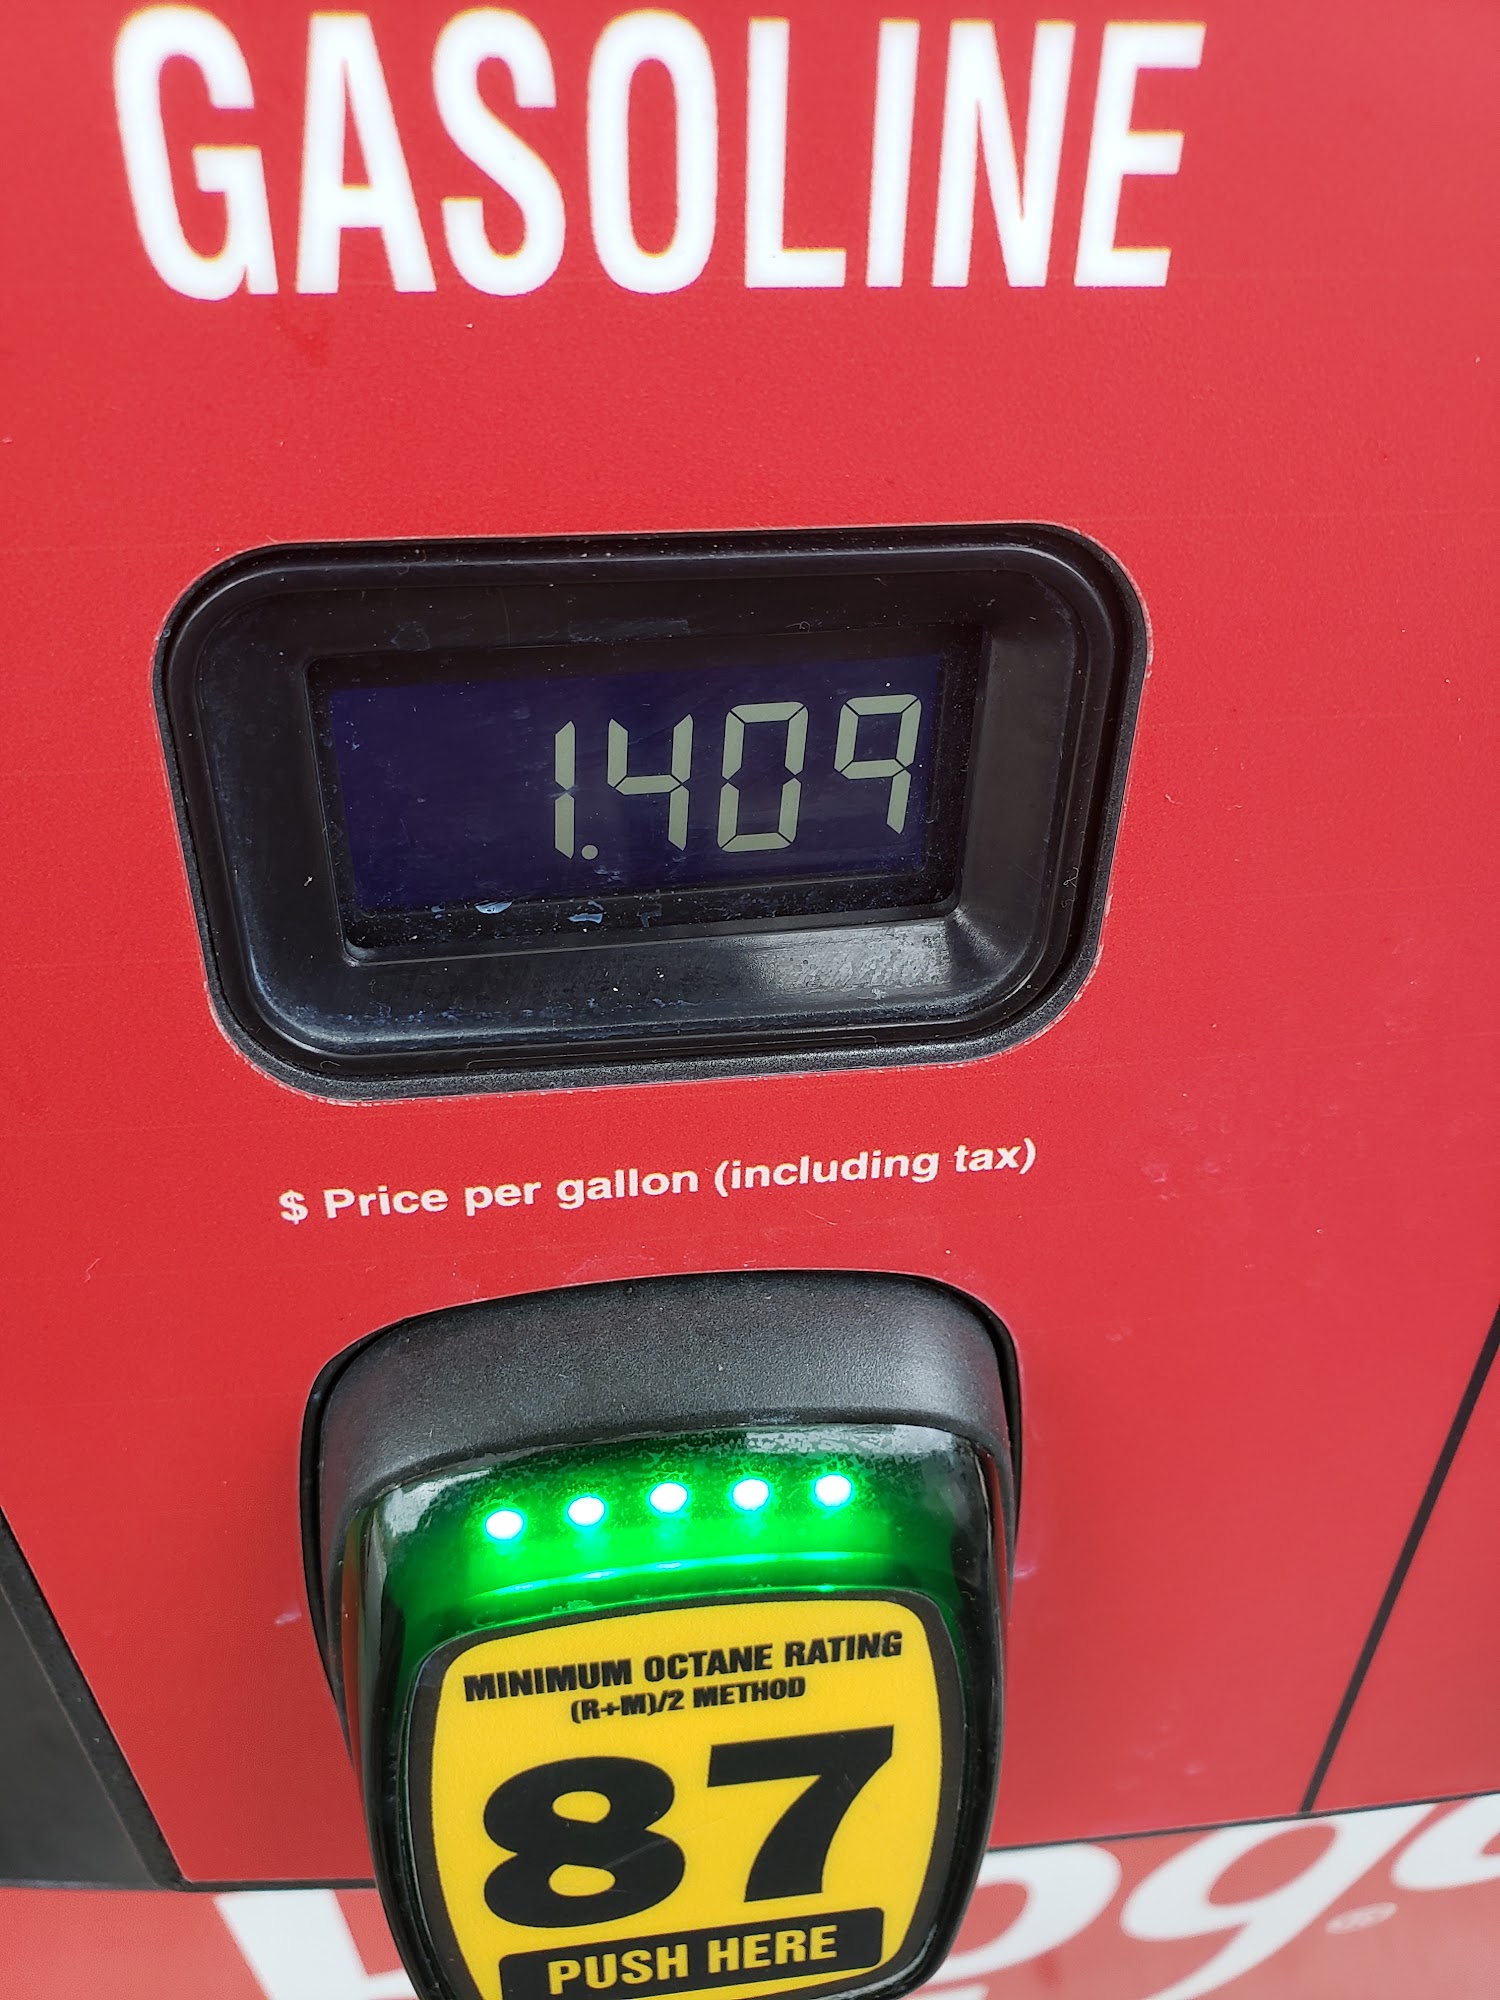 GASOLINE
1.409
$ Price per gallon (including tax)
MINIMUM OCTANE RATING
(R+M)/2 METHOD
87
PUSH HERE